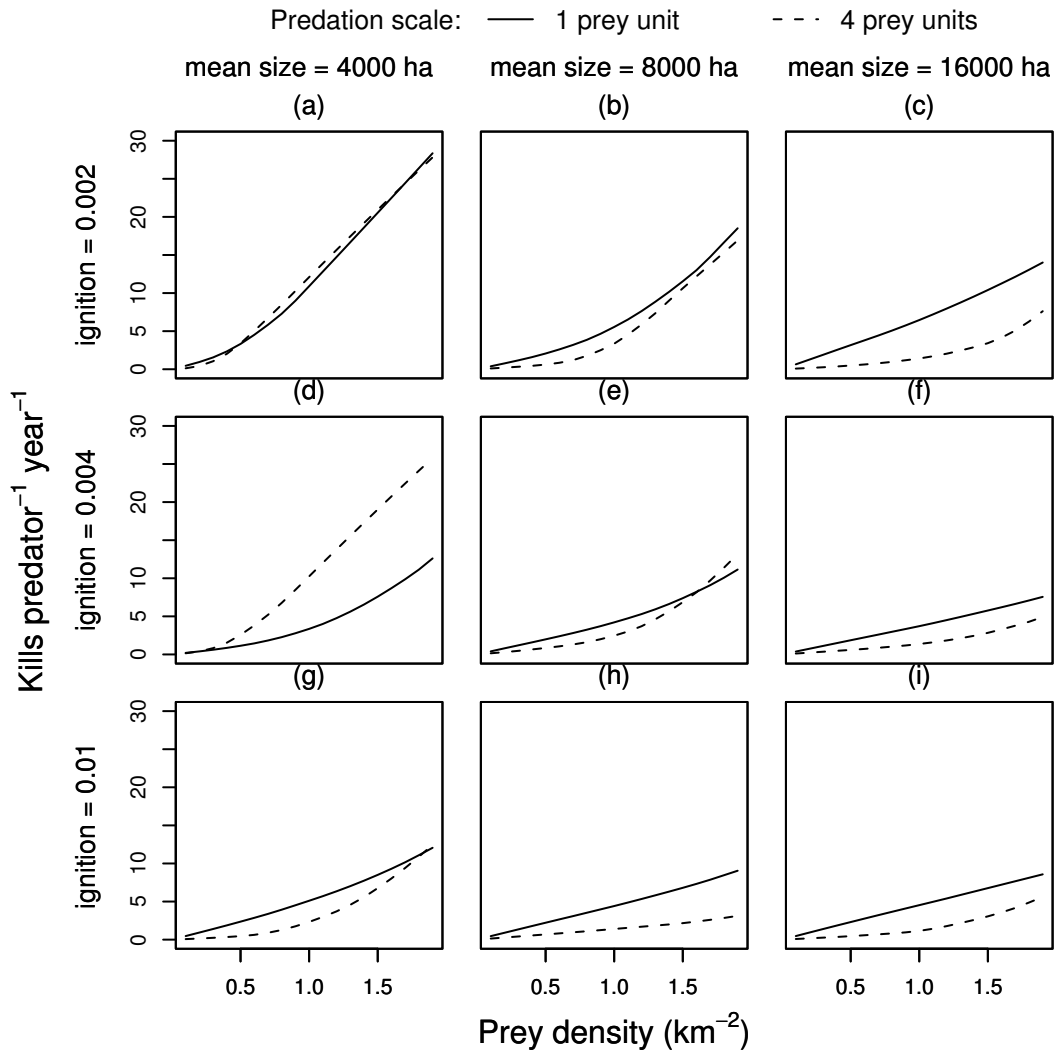 Predation scale: 1 prey unit 4 prey units
mean size = 4000 ha mean size = 8000 ha mean size = 16000 ha
(a) (b) (c)
ignition = 0.002
30
20
10
5
0
(d) (e) (f)
Kills predator⁻¹ year⁻¹
ignition = 0.004
30
20
10
5
0
(g) (h) (i)
ignition = 0.01
30
20
10
5
0
0.5 1.0 1.5 0.5 1.0 1.5 0.5 1.0 1.5
Prey density (km⁻²)